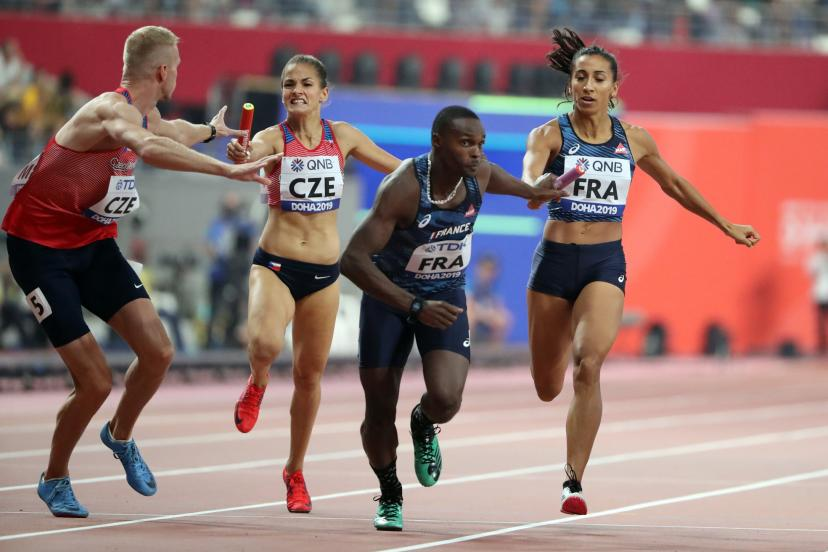 TDK
CZE
DOHA2019
5
QNB
CZE
DOHA2019
FRANCE
TDK
FRA
DOHA2019
QNB
FRA
DOHA2019